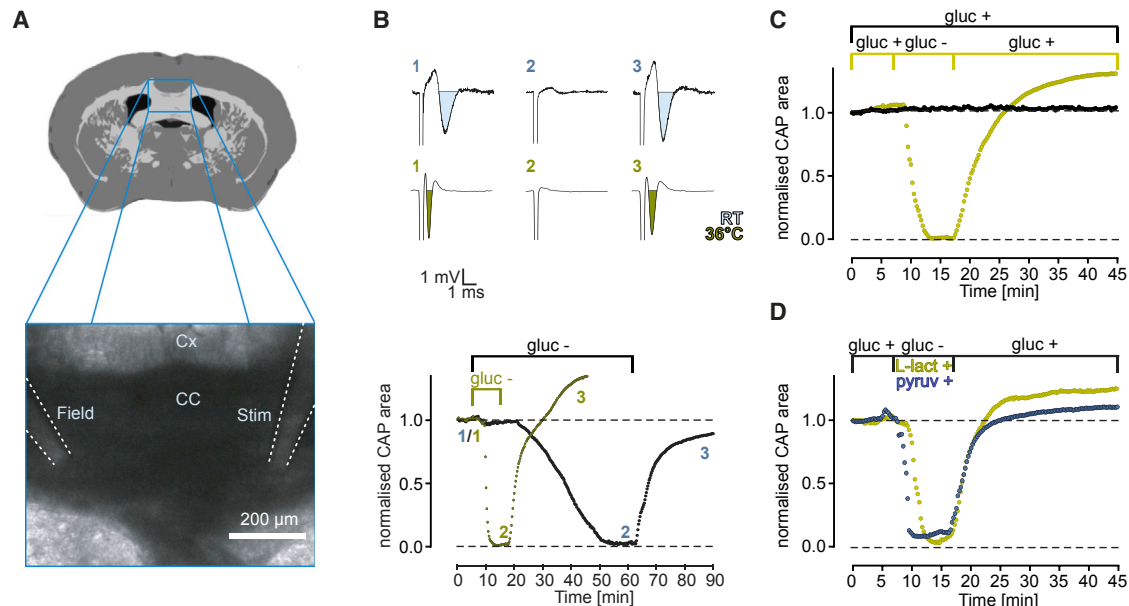 A
Cx
CC
Field
Stim
200 µm
B
1
2
3
1
2
3
RT
36°C
1 mV
1 ms
gluc -
gluc -
normalised CAP area
1.0
0.5
0.0
1/1
2
3
2
3
0 10 20 30 40 50 60 70 80 90
Time [min]
C
gluc +
gluc + gluc - gluc +
normalised CAP area
1.0
0.5
0.0
0 5 10 15 20 25 30 35 40 45
Time [min]
D
gluc + gluc - gluc +
L-lact +
pyruv +
normalised CAP area
1.0
0.5
0.0
0 5 10 15 20 25 30 35 40 45
Time [min]